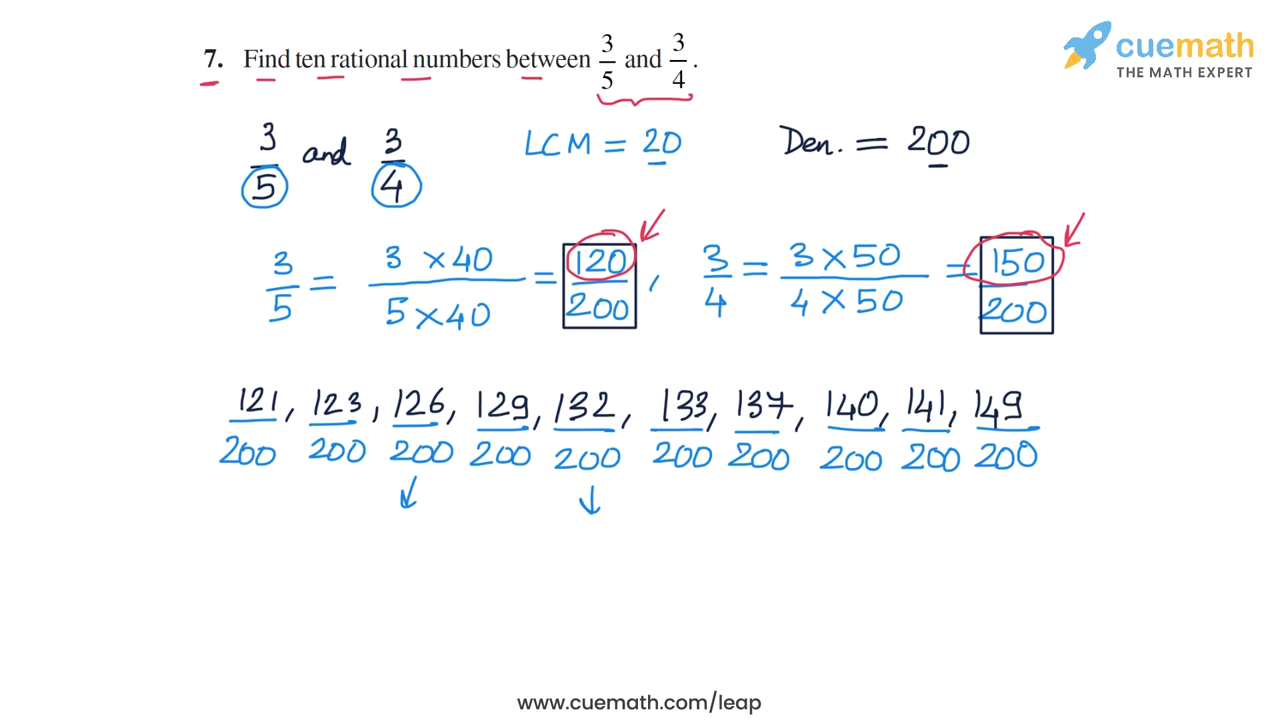 7. Find ten rational numbers between 3/5 and 3/4.
cuemath
THE MATH EXPERT
3/5 and 3/4
LCM = 20
Den. = 200
3/5 = 3 × 40 / 5 × 40 = 120/200 , 3/4 = 3 × 50 / 4 × 50 = 150/200
121/200, 123/200, 126/200, 129/200, 132/200, 133/200, 137/200, 140/200, 141/200, 149/200
www.cuemath.com/leap